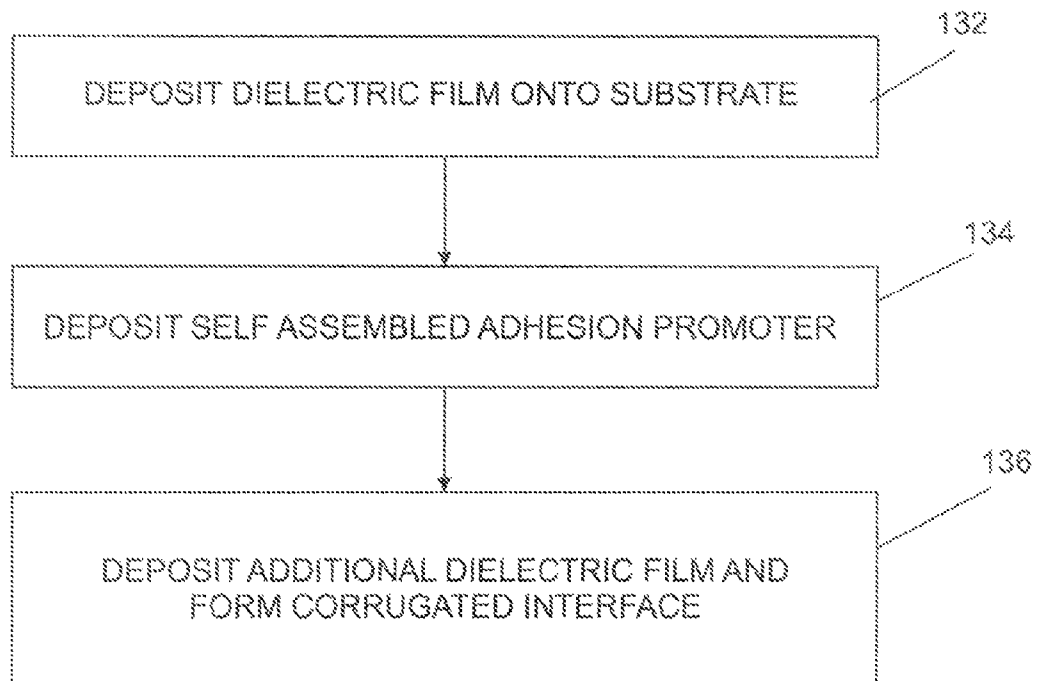 132
DEPOSIT DIELECTRIC FILM ONTO SUBSTRATE
134
DEPOSIT SELF ASSEMBLED ADHESION PROMOTER
136
DEPOSIT ADDITIONAL DIELECTRIC FILM AND
FORM CORRUGATED INTERFACE